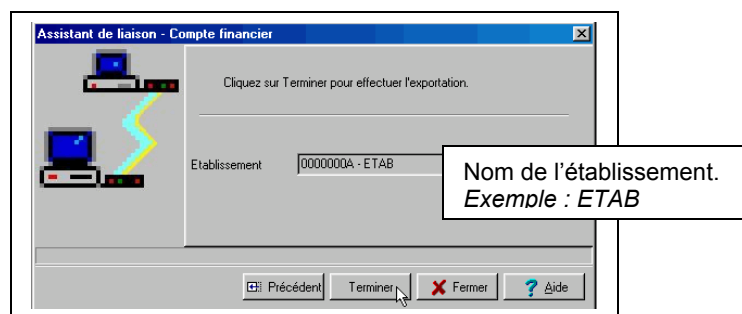 Assistant de liaison - Compte financier
Cliquez sur Terminer pour effectuer l'exportation.
Etablissement 0000000A - ETAB
Nom de l’établissement.
Exemple : ETAB
Précédent Terminer Fermer ? Aide